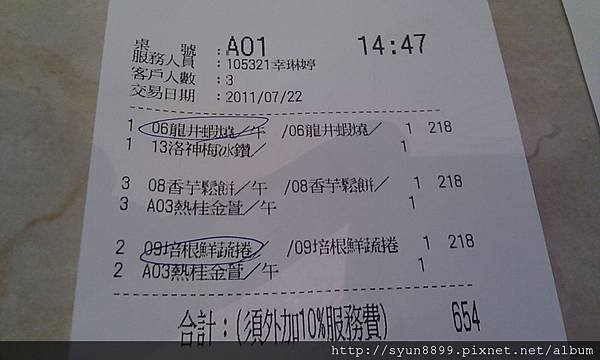 桌 號 :A01 14:47
服務人員 :105321幸琳婷
客戶人數 :3
交易日期 :2011/07/22
1 06龍井蝦燒/午 /06龍井蝦燒/ 1 218
1 13洛神梅冰鑽/ 1
3 08香芋鬆餅/午 /08香芋鬆餅/ 1 218
3 A03熱桂金萱/午 1
2 09培根鮮蔬捲/ /09培根鮮蔬捲 1 218
2 A03熱桂金萱/午 1
合計:(須外加10%服務費) 654
http://syun8899.pixnet.net/album